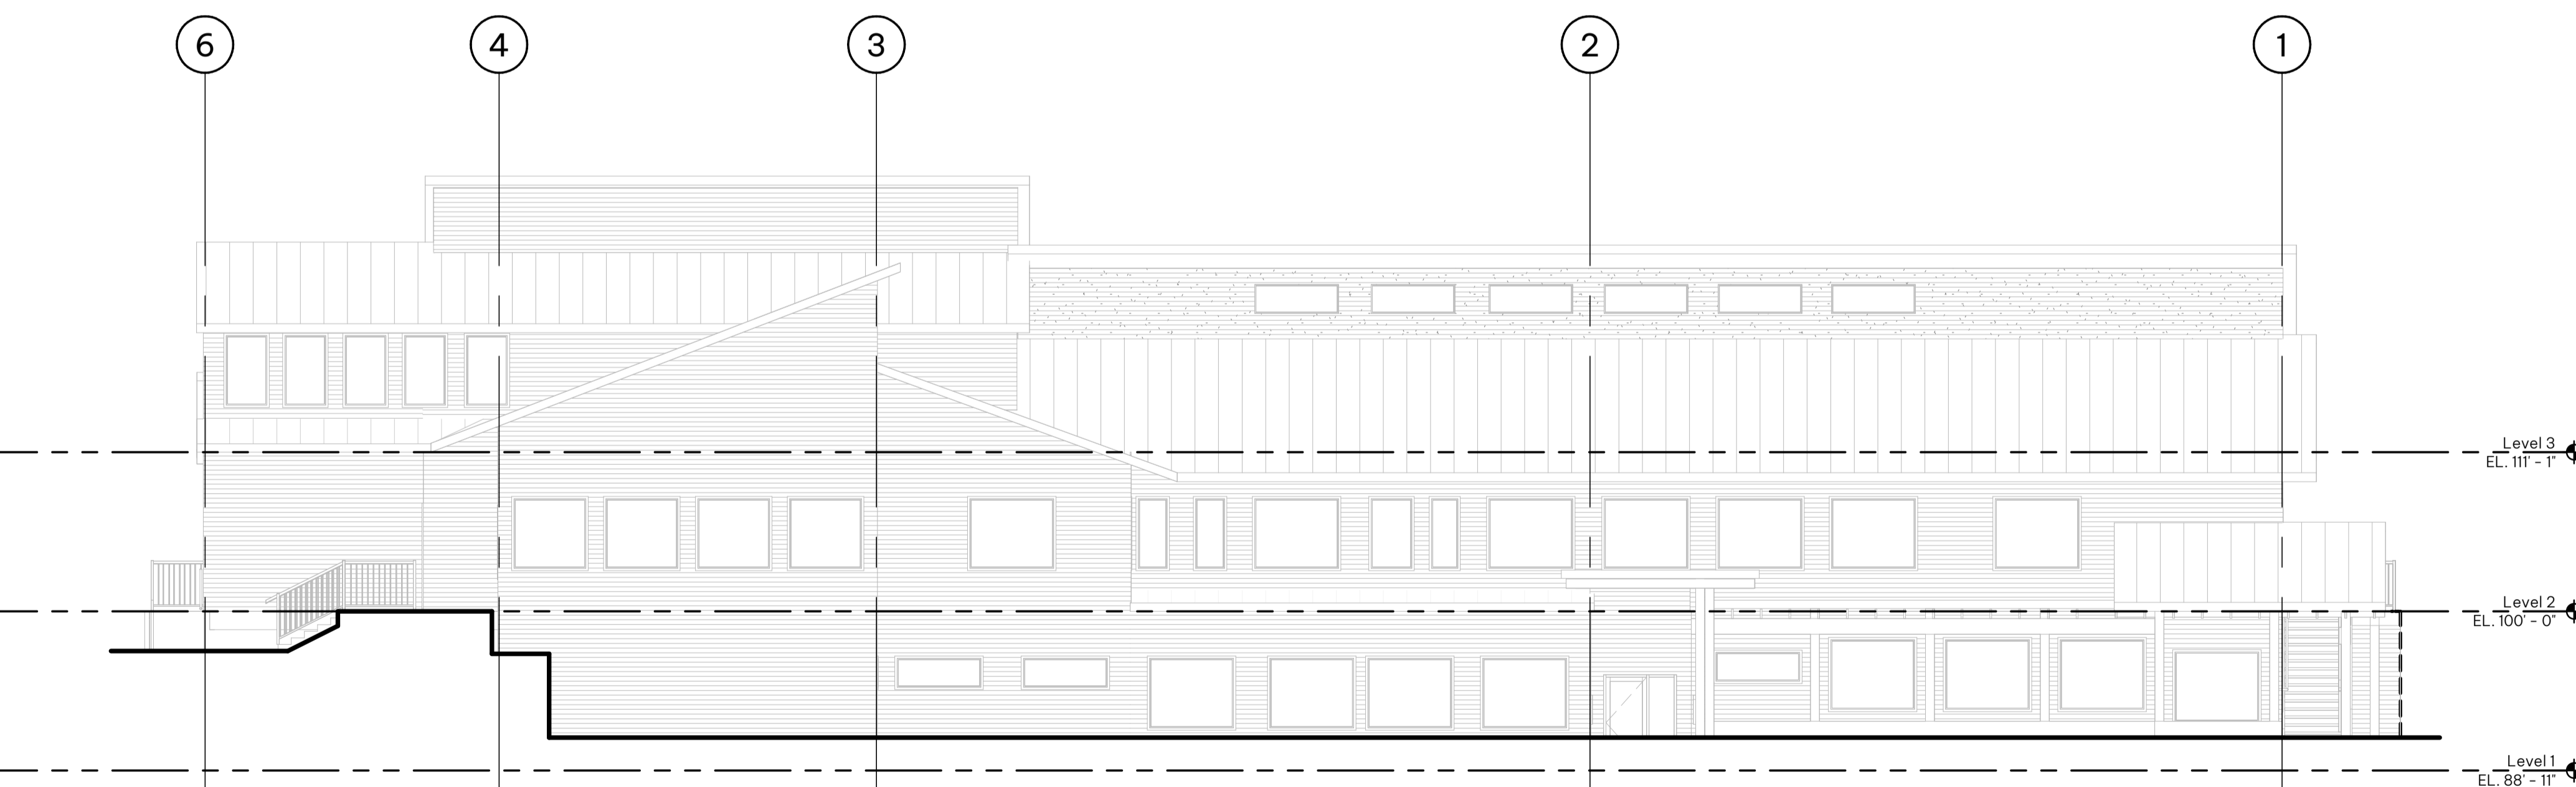 6
4
3
2
1
Level 3
EL. 111' - 1"
Level 2
EL. 100' - 0"
Level 1
EL. 88' - 11"